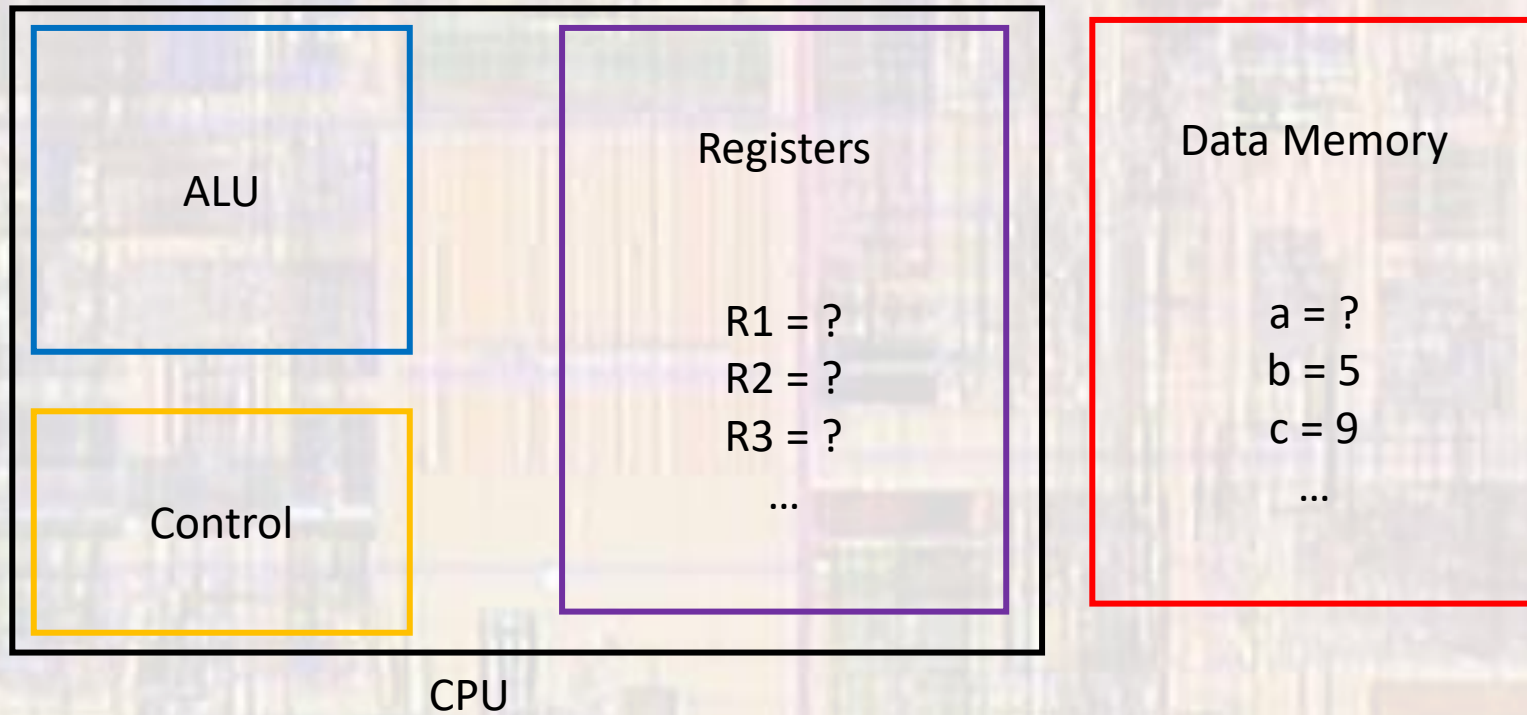 ALU
Control
Registers
R1 = ?
R2 = ?
R3 = ?
...
Data Memory
a = ?
b = 5
c = 9
...
CPU